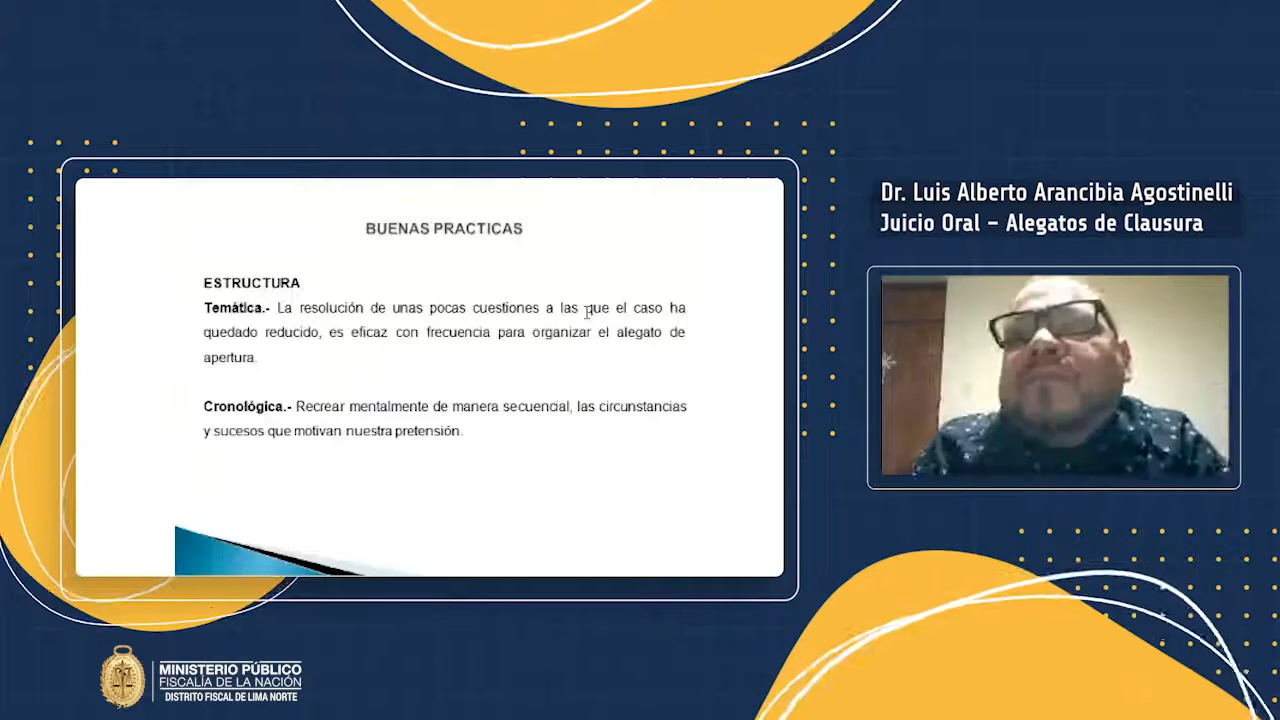 BUENAS PRACTICAS
ESTRUCTURA
Temática.- La resolución de unas pocas cuestiones a las que el caso ha
quedado reducido, es eficaz con frecuencia para organizar el alegato de
apertura.
Cronológica.- Recrear mentalmente de manera secuencial, las circunstancias
y sucesos que motivan nuestra pretensión.
Dr. Luis Alberto Arancibia Agostinelli
Juicio Oral – Alegatos de Clausura
MINISTERIO PÚBLICO
FISCALÍA DE LA NACIÓN
DISTRITO FISCAL DE LIMA NORTE